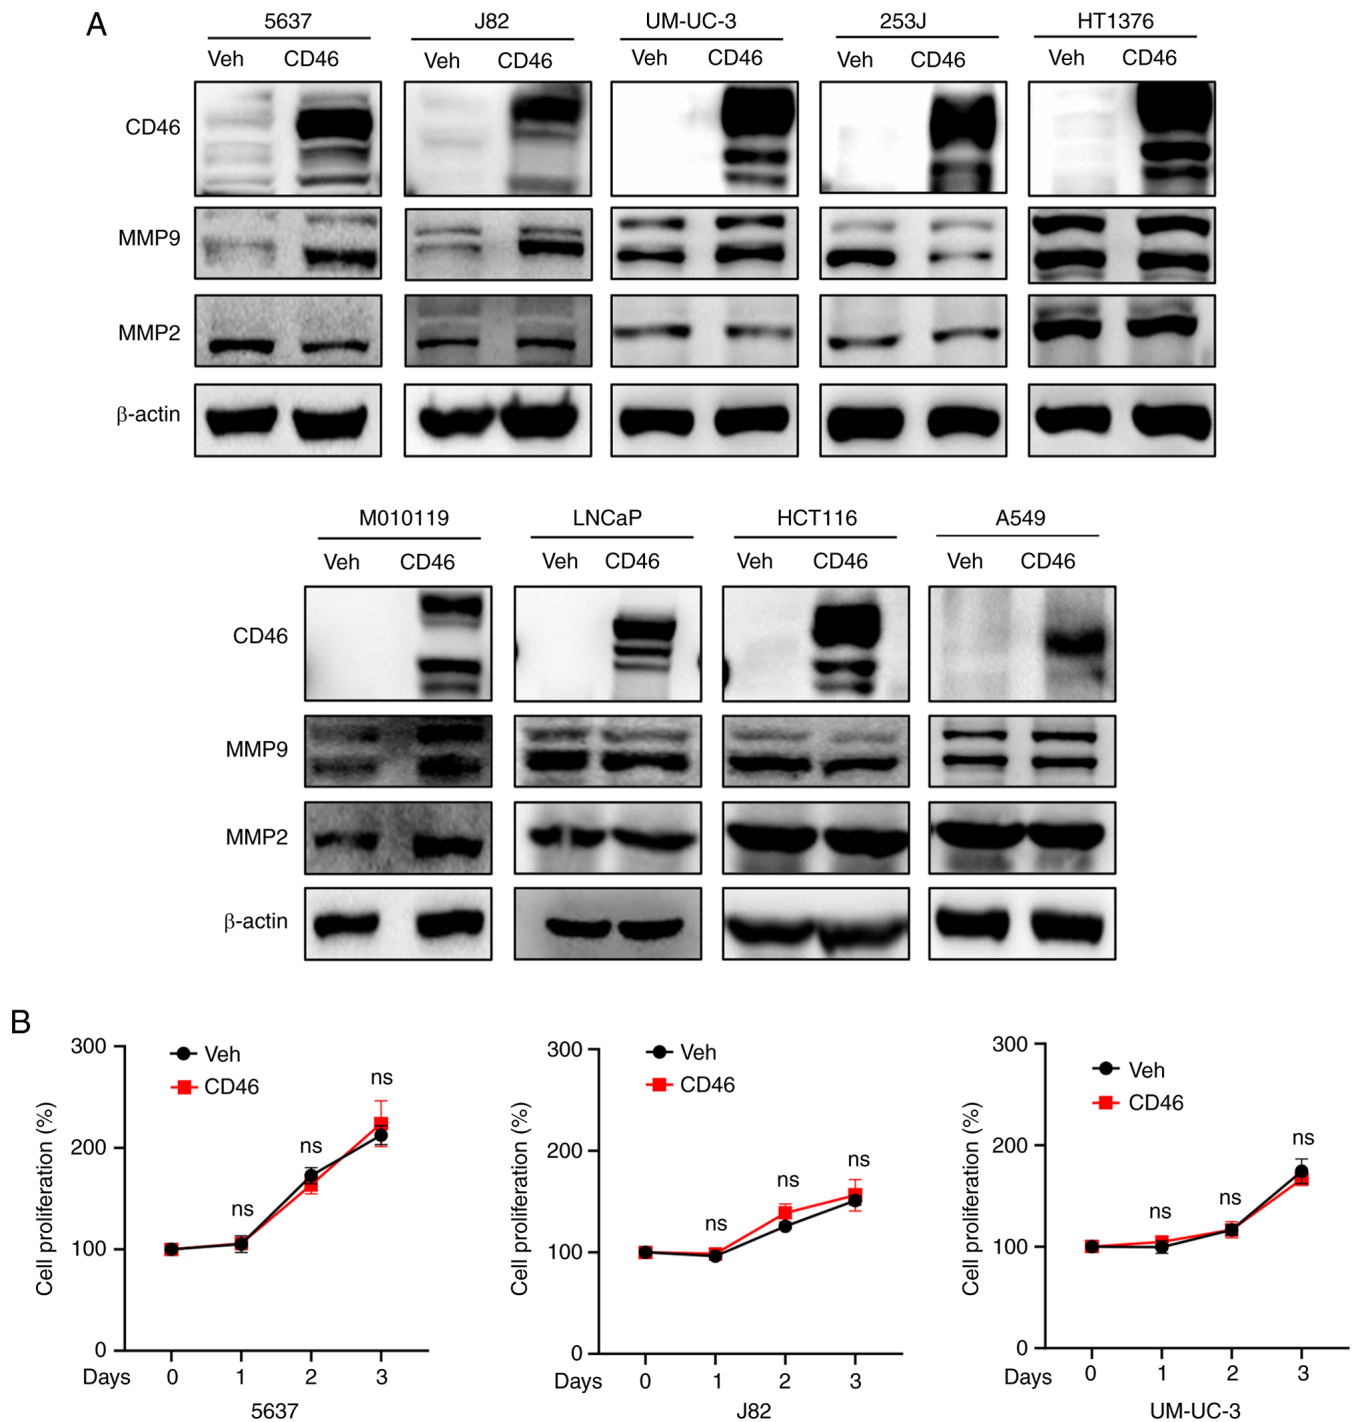 A
5637 J82 UM-UC-3 253J HT1376
Veh CD46 Veh CD46 Veh CD46 Veh CD46 Veh CD46
CD46
MMP9
MMP2
β-actin
M010119 LNCaP HCT116 A549
Veh CD46 Veh CD46 Veh CD46 Veh CD46
CD46
MMP9
MMP2
β-actin
B
Cell proliferation (%)
300
200
100
0
Veh
CD46
ns
ns
ns
Days 0 1 2 3
5637
Cell proliferation (%)
300
200
100
0
Veh
CD46
ns
ns
ns
Days 0 1 2 3
J82
Cell proliferation (%)
300
200
100
0
Veh
CD46
ns
ns
ns
Days 0 1 2 3
UM-UC-3